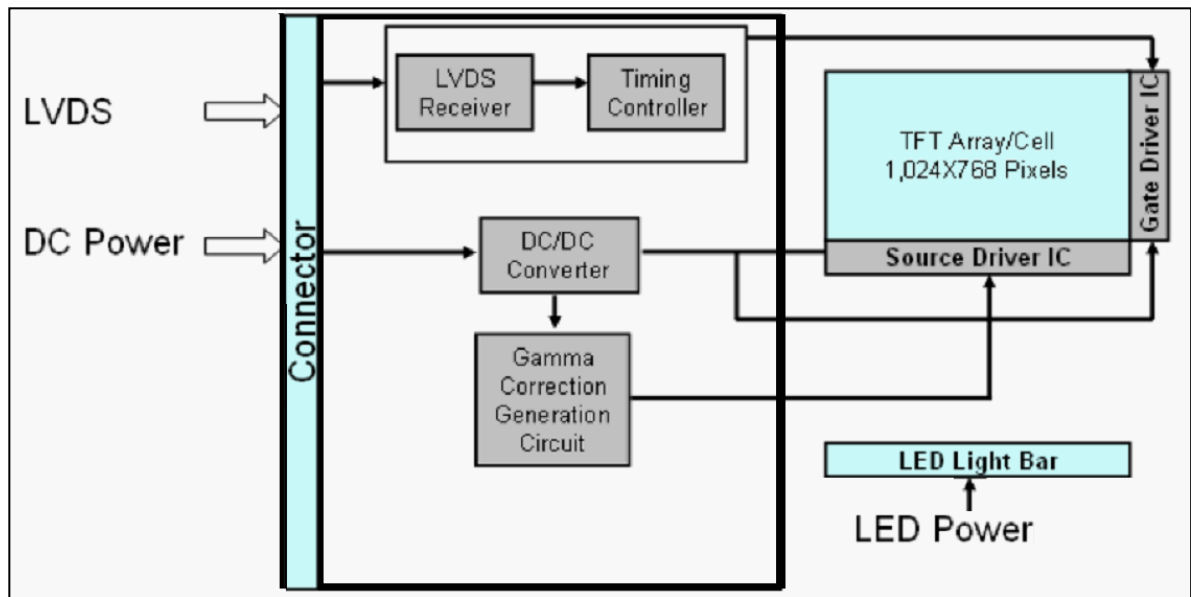 LVDS
DC Power
Connector
LVDS
Receiver
Timing
Controller
DC/DC
Converter
Gamma
Correction
Generation
Circuit
TFT Array/Cell
1,024X768 Pixels
Gate Driver IC
Source Driver IC
LED Light Bar
LED Power